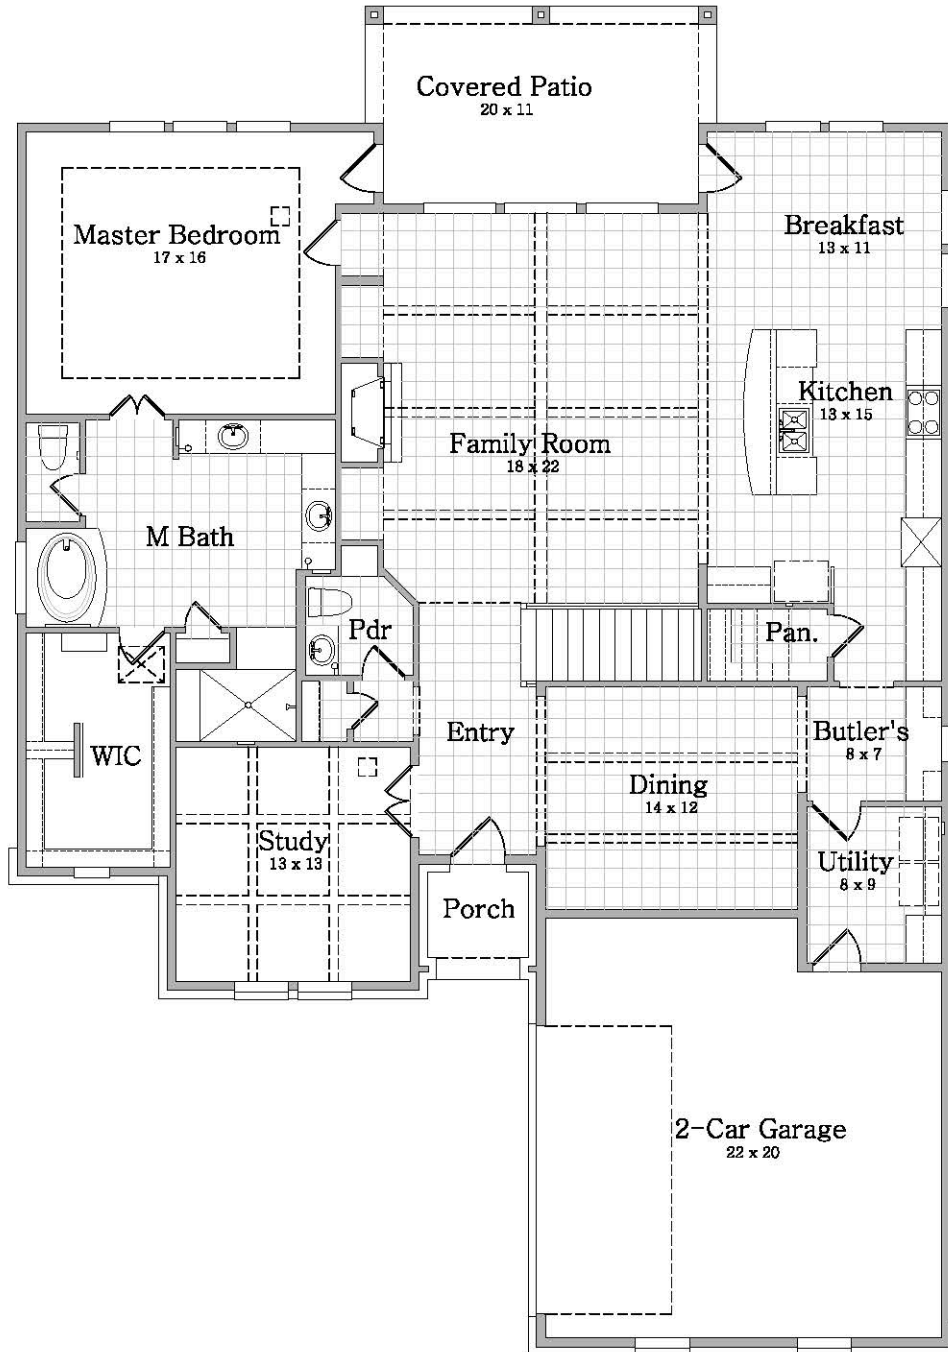 Covered Patio
20 x 11
Master Bedroom
17 x 16
Breakfast
13 x 11
Kitchen
13 x 15
Family Room
18 x 22
M Bath
Pdr
Pan.
Entry
WIC
Butler's
8 x 7
Dining
14 x 12
Study
13 x 13
Utility
8 x 9
Porch
2-Car Garage
22 x 20